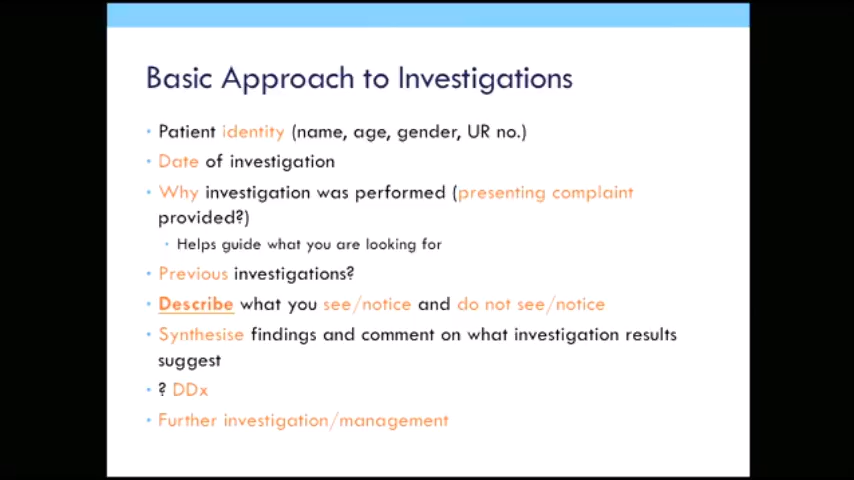 Basic Approach to Investigations
• Patient identity (name, age, gender, UR no.)
• Date of investigation
• Why investigation was performed (presenting complaint
provided?)
• Helps guide what you are looking for
• Previous investigations?
• Describe what you see/notice and do not see/notice
• Synthesise findings and comment on what investigation results
suggest
• ? DDx
• Further investigation/management